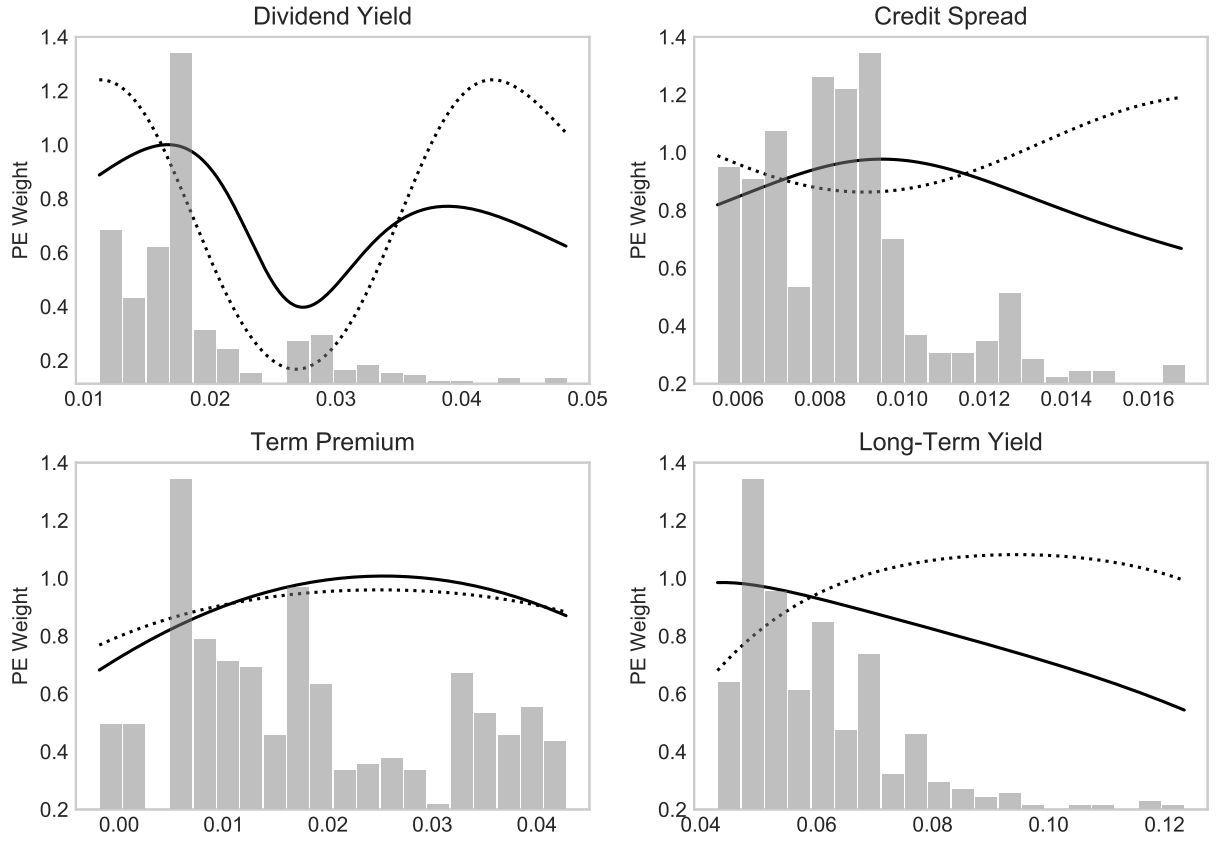 Dividend Yield
1.4
1.2
1.0
0.8
0.6
0.4
0.2
PE Weight
0.01 0.02 0.03 0.04 0.05
Credit Spread
1.4
1.2
1.0
0.8
0.6
0.4
0.2
PE Weight
0.006 0.008 0.010 0.012 0.014 0.016
Term Premium
1.4
1.2
1.0
0.8
0.6
0.4
0.2
PE Weight
0.00 0.01 0.02 0.03 0.04
Long-Term Yield
1.4
1.2
1.0
0.8
0.6
0.4
0.2
PE Weight
0.04 0.06 0.08 0.10 0.12